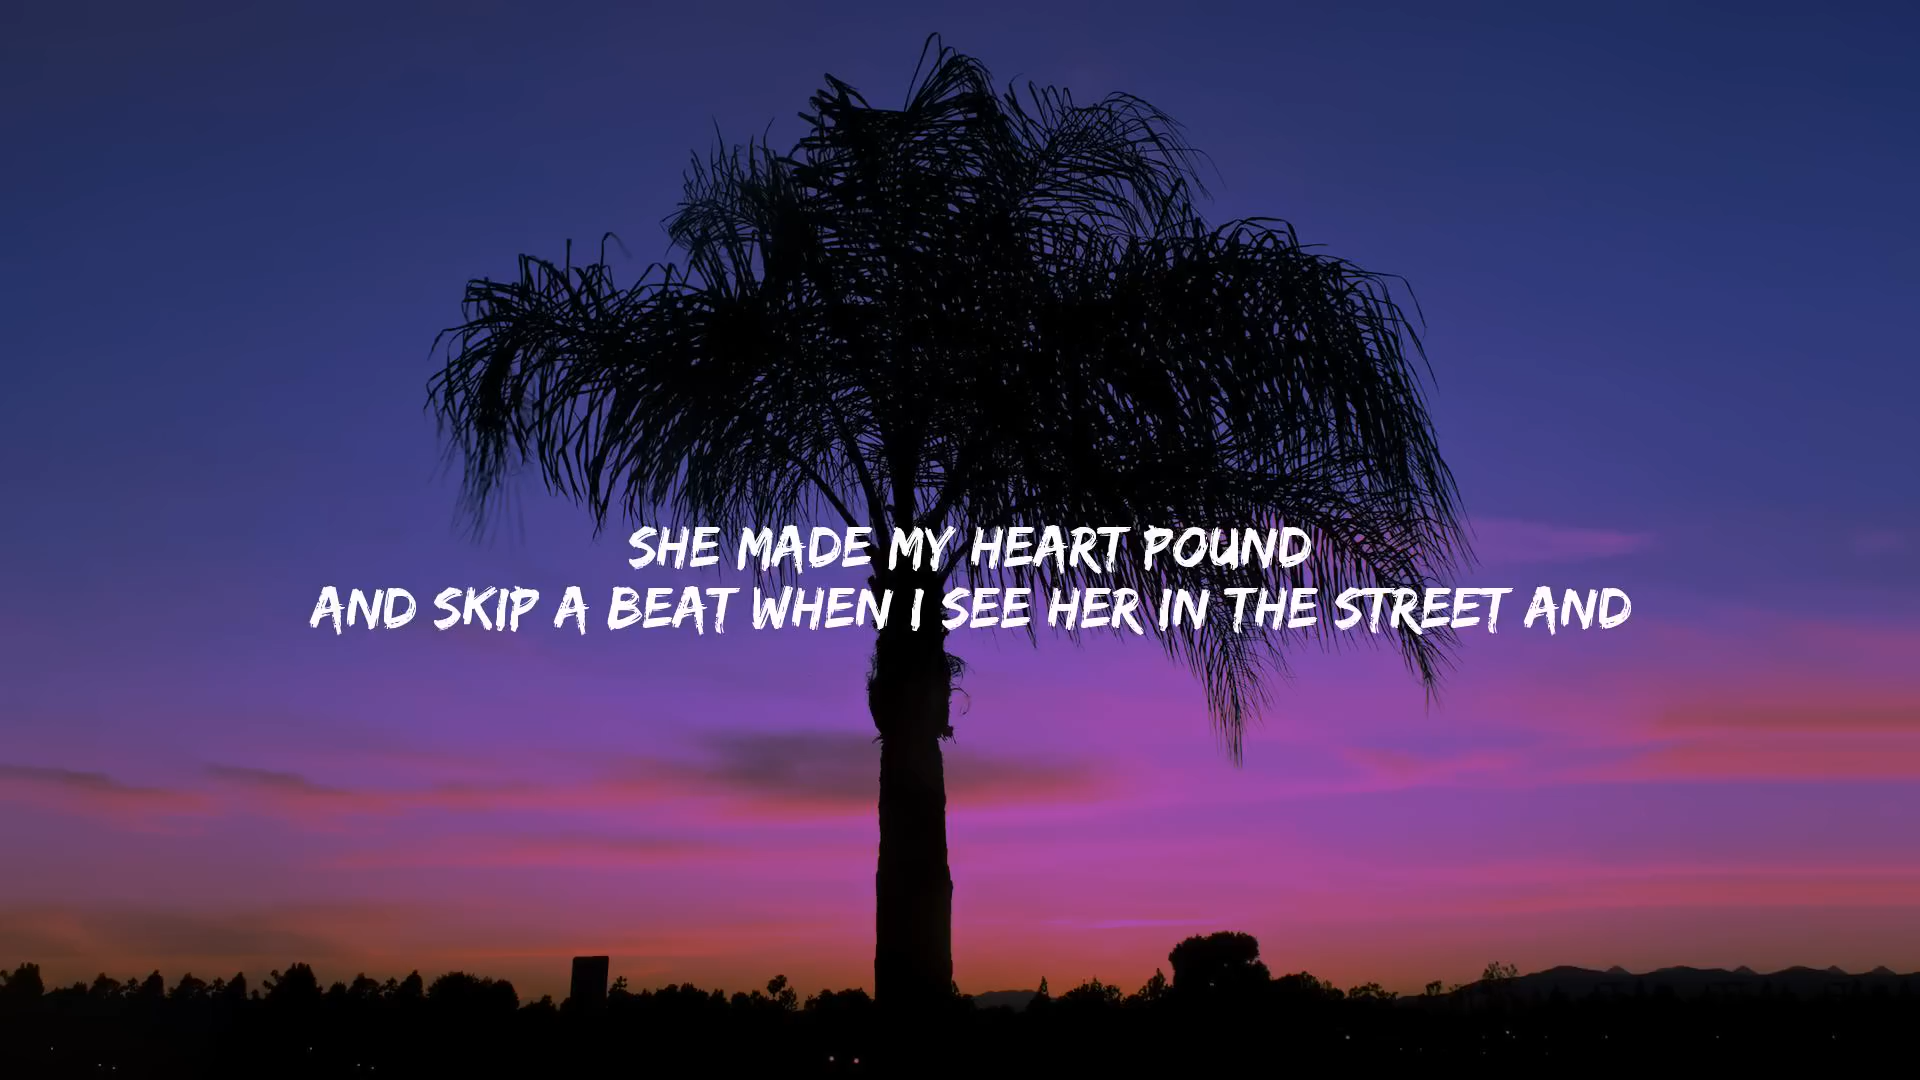 SHE MADE MY HEART POUND
AND SKIP A BEAT WHEN I SEE HER IN THE STREET AND